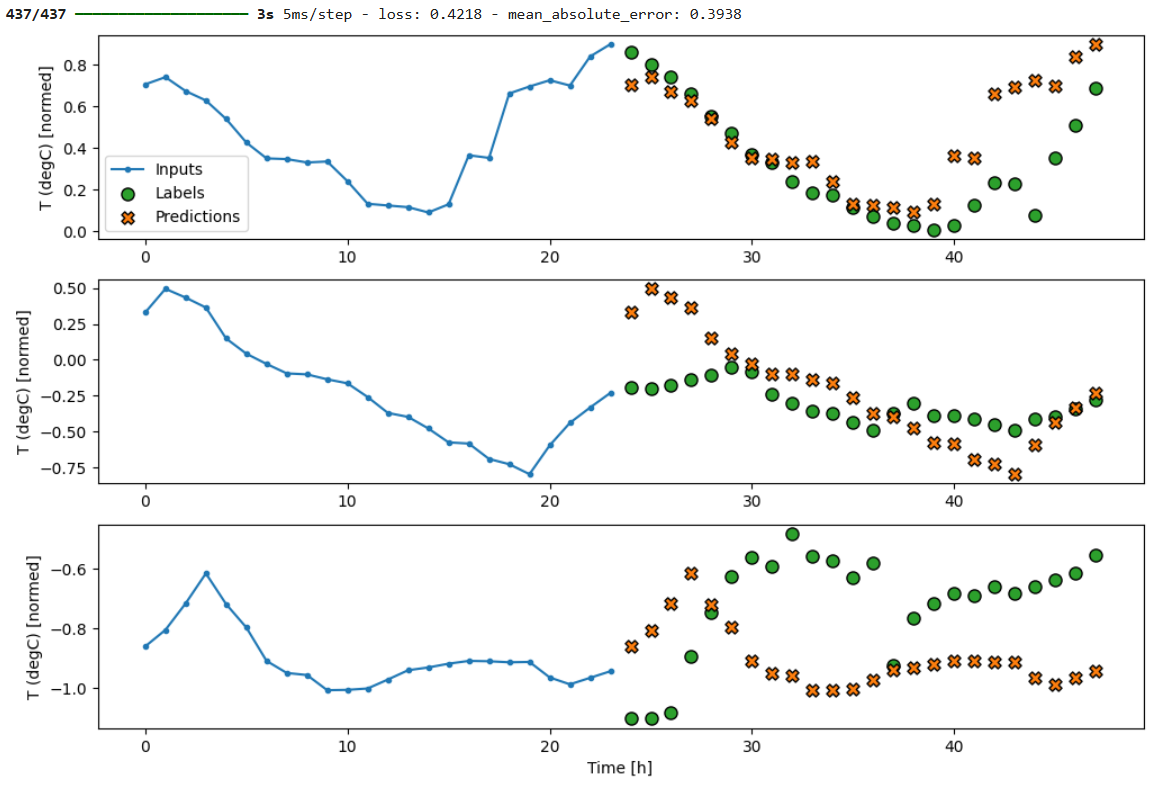 437/437 ━━━━━━━━━━━━━━━━━━━━ 3s 5ms/step - loss: 0.4218 - mean_absolute_error: 0.3938
T (degC) [normed]
0.8
0.6
0.4
0.2
0.0
Inputs
Labels
Predictions
0 10 20 30 40
T (degC) [normed]
0.50
0.25
0.00
−0.25
−0.50
−0.75
0 10 20 30 40
T (degC) [normed]
−0.6
−0.8
−1.0
0 10 20 30 40
Time [h]